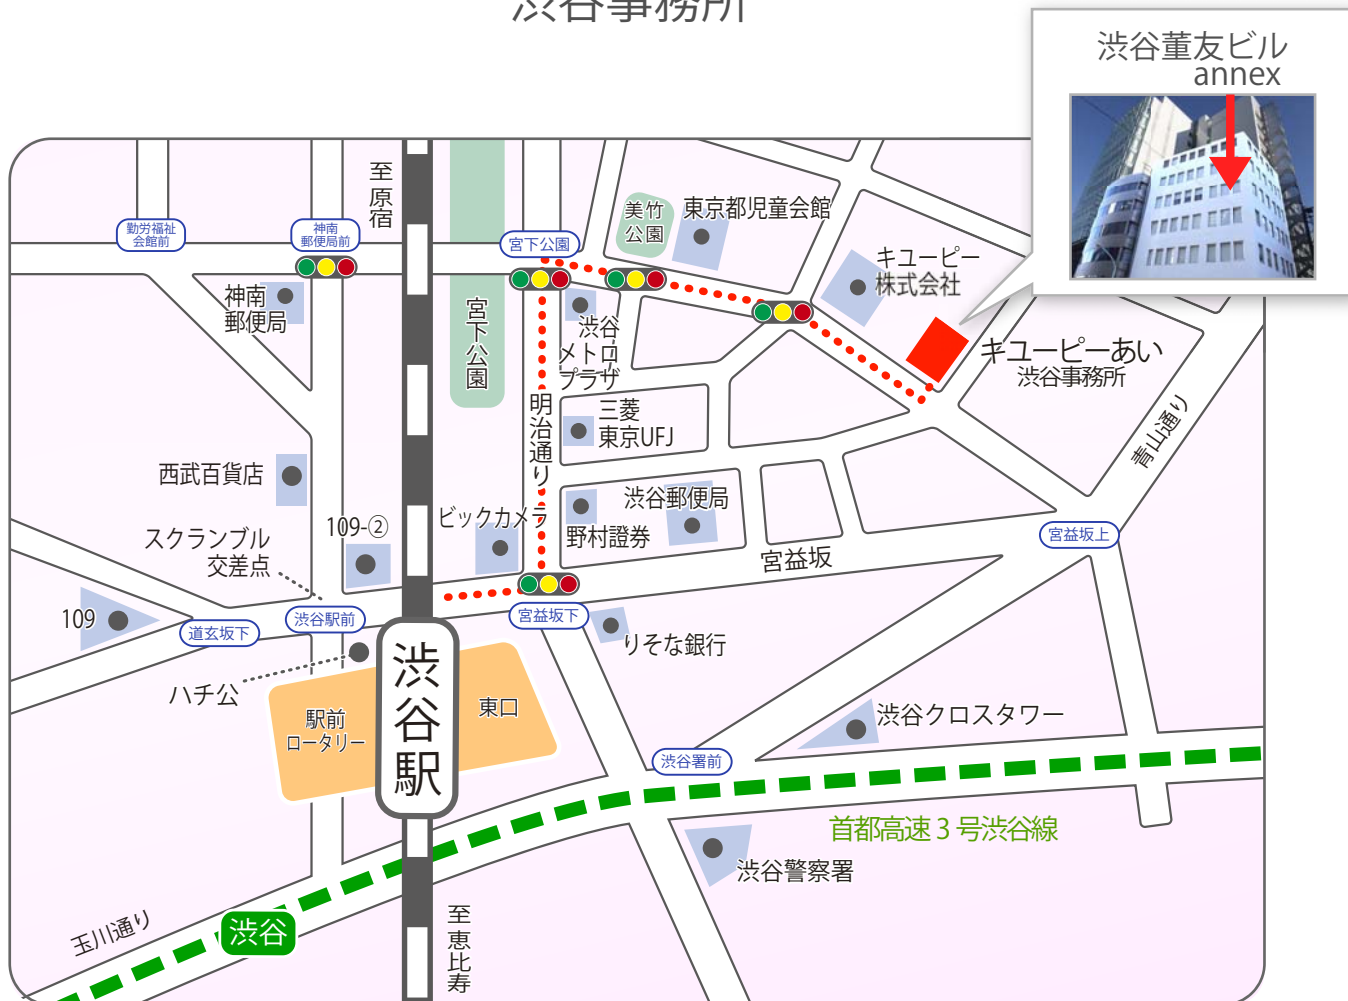 渋谷事務所
渋谷董友ビル
annex
至原宿
勤労福祉
会館前
神南
郵便局前
宮下公園
美竹
公園
東京都児童会館
キユーピー
株式会社
神南
郵便局
宮下公園
渋谷
メトロ
プラザ
キユーピーあい
渋谷事務所
明治通り
三菱
東京UFJ
青山通り
西武百貨店
109-②
ビックカメラ
渋谷郵便局
野村證券
スクランブル
交差点
宮益坂
宮益坂上
109
道玄坂下
渋谷駅前
宮益坂下
りそな銀行
ハチ公
駅前
ロータリー
渋谷駅
東口
渋谷クロスタワー
渋谷署前
首都高速 3 号渋谷線
渋谷警察署
玉川通り
渋谷
至恵比寿